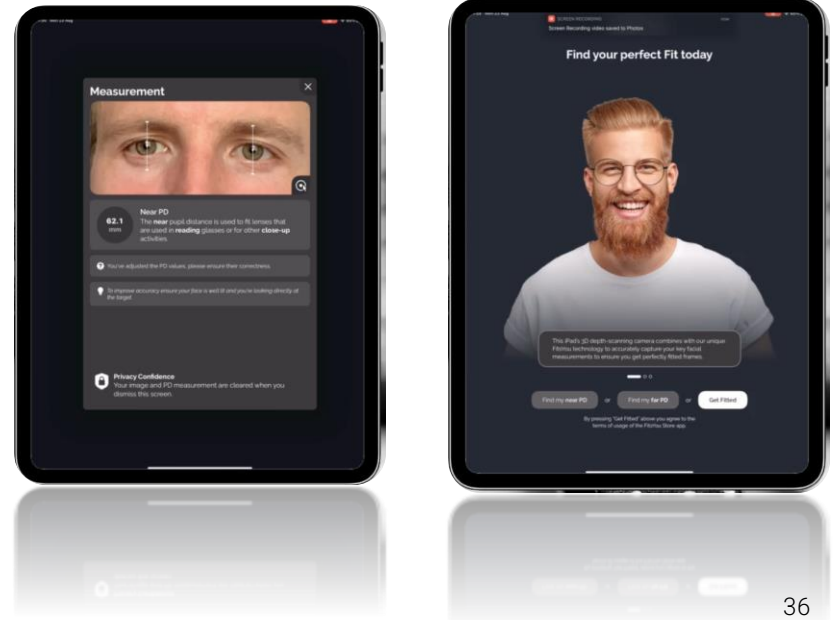 Measurement
62.1
mm
Near PD
The near pupil distance is used to fit lenses that
are used in reading glasses or for other close-up
activities.
You've adjusted the PD values, please ensure their correctness.
To improve accuracy ensure your face is well lit and you're looking directly at
the target
Privacy Confidence
Your image and PD measurement are cleared when you
dismiss this screen.
SCREEN RECORDING
now
Screen Recording video saved to Photos
Find your perfect Fit today
This iPad's 3D depth-scanning camera combines with our unique
technology to accurately capture your key facial
measurements to ensure you get perfectly fitted frames.
Find my near PD
or
Find my far PD
or
Get Fitted
By pressing "Get Fitted" above you agree to the
terms of usage of the Store app.
36